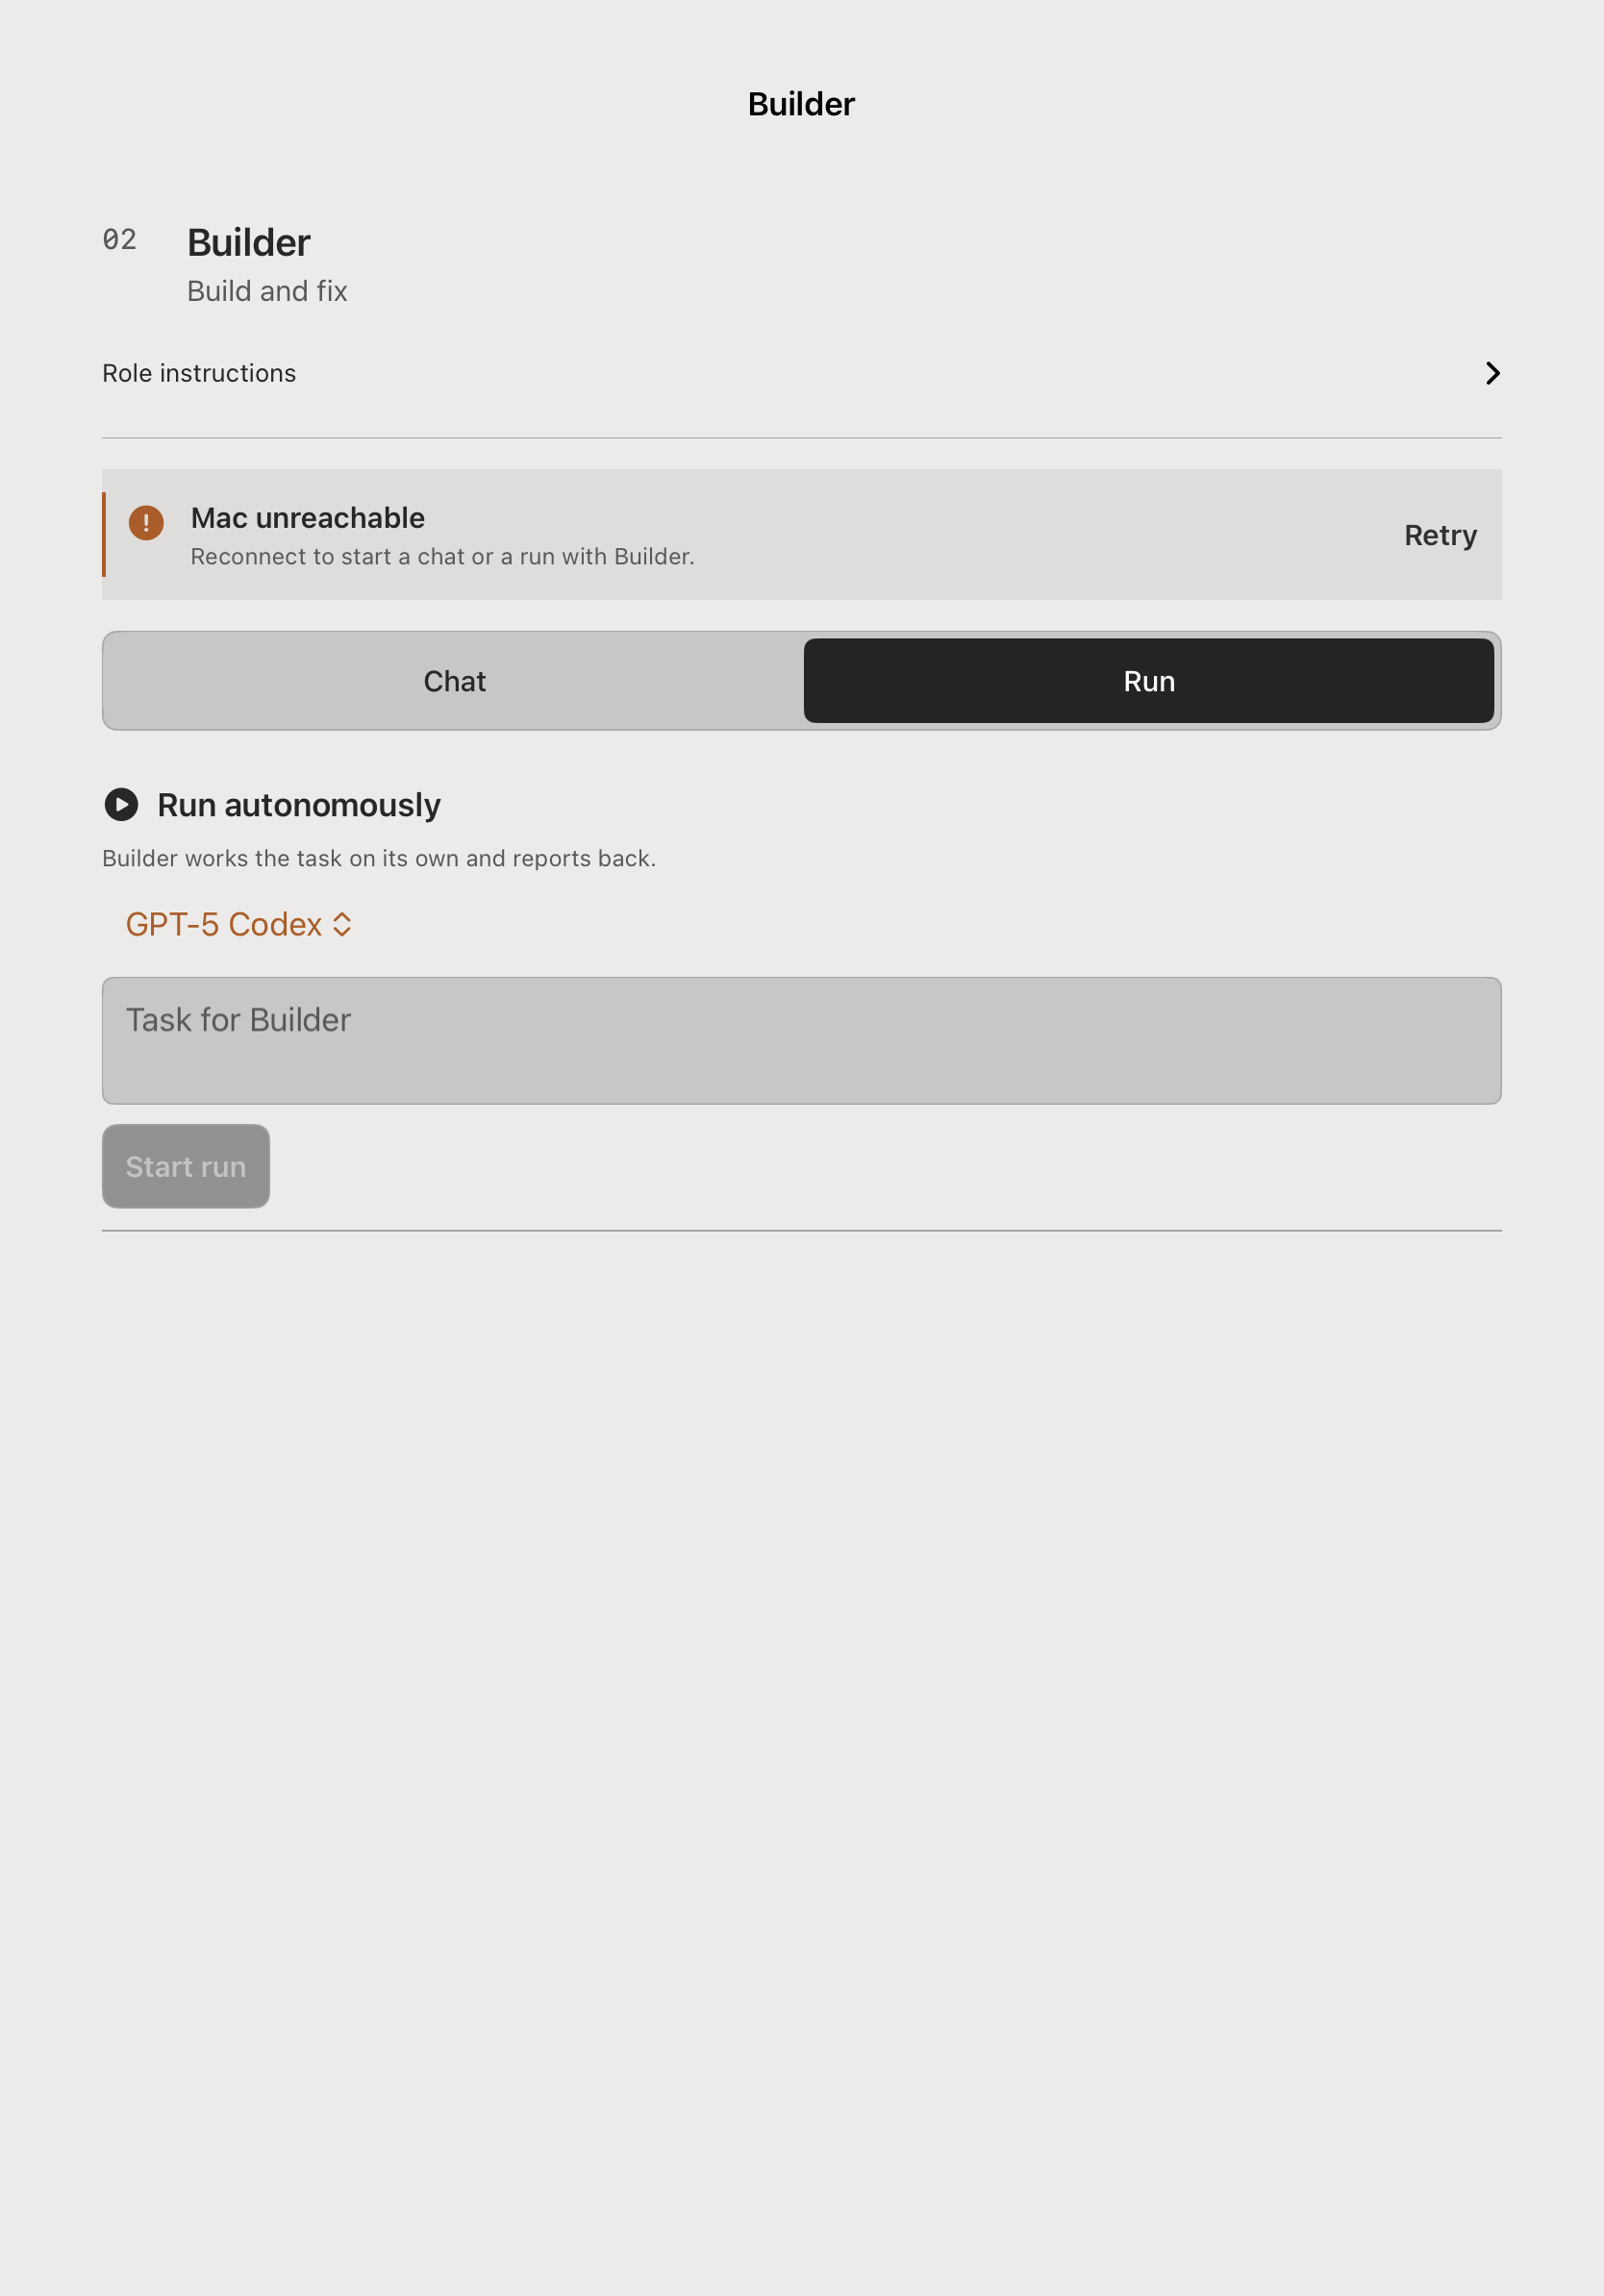 Builder
02
Builder
Build and fix
Role instructions
Mac unreachable
Reconnect to start a chat or a run with Builder.
Retry
Chat
Run
Run autonomously
Builder works the task on its own and reports back.
GPT-5 Codex
Task for Builder
Start run